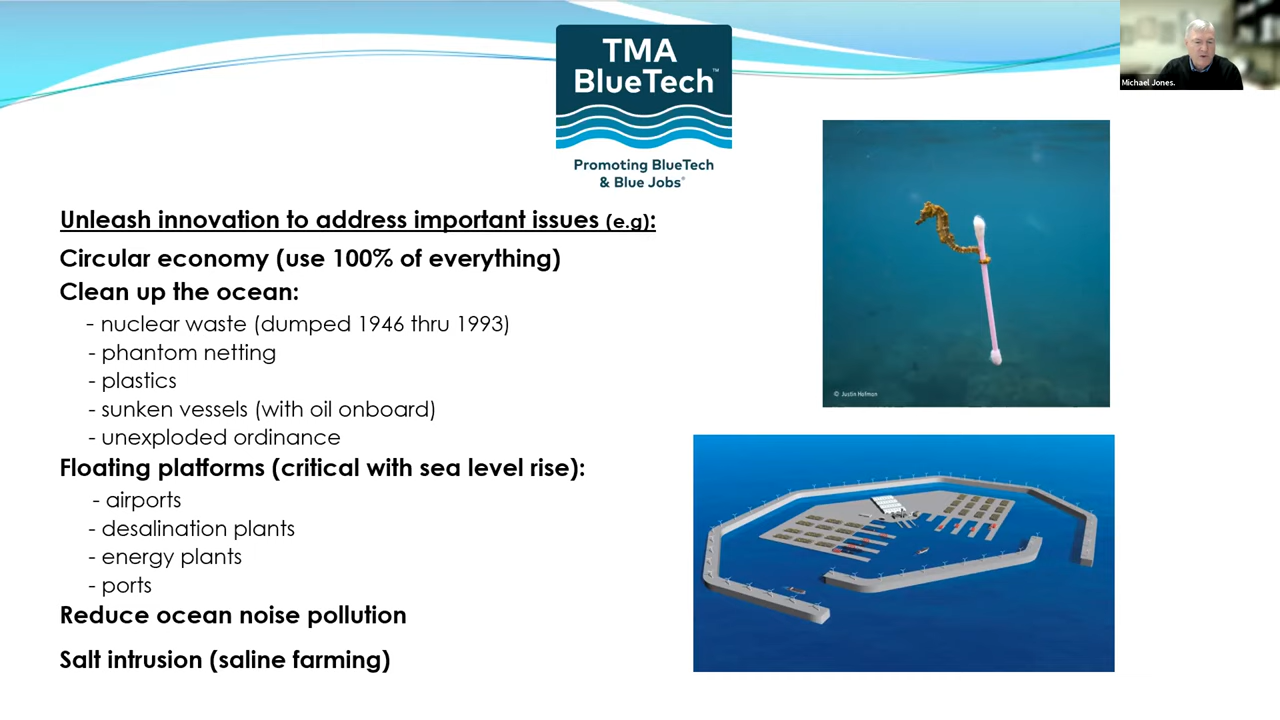 TMA
BlueTech™
Promoting BlueTech
& Blue Jobs®
Michael Jones.
Unleash innovation to address important issues (e.g):
Circular economy (use 100% of everything)
Clean up the ocean:
- nuclear waste (dumped 1946 thru 1993)
- phantom netting
- plastics
- sunken vessels (with oil onboard)
- unexploded ordinance
Floating platforms (critical with sea level rise):
- airports
- desalination plants
- energy plants
- ports
Reduce ocean noise pollution
Salt intrusion (saline farming)
© Justin Hofman